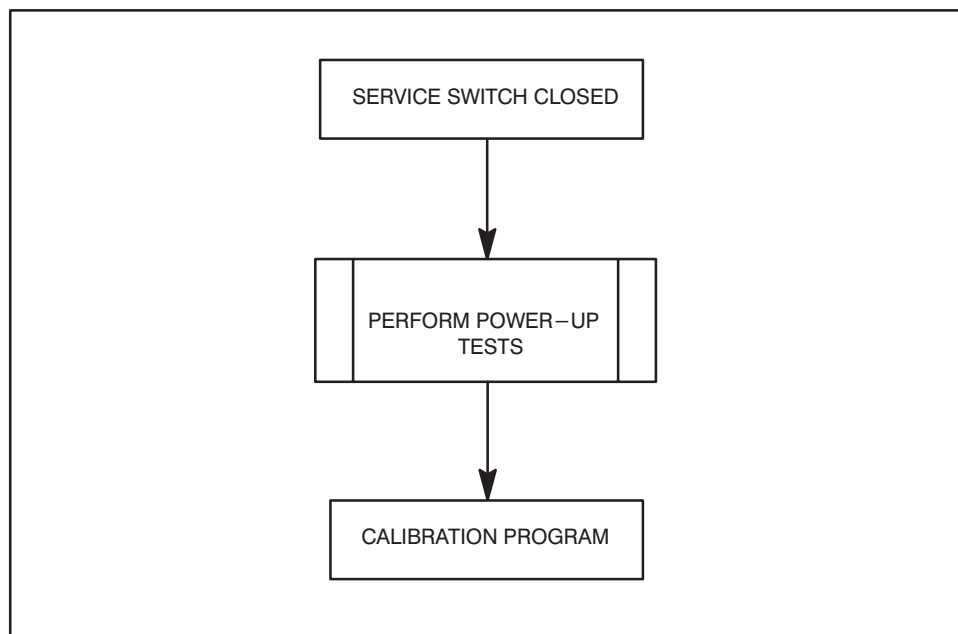 SERVICE SWITCH CLOSED
PERFORM POWER–UP
TESTS
CALIBRATION PROGRAM